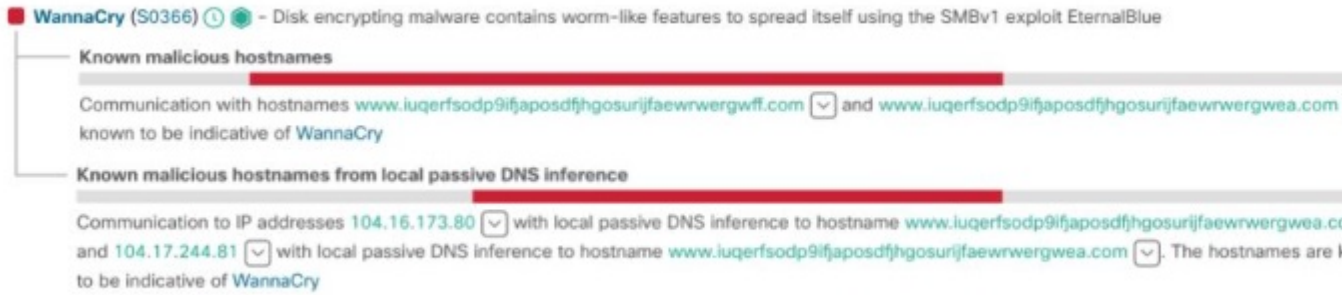 WannaCry (S0366) - Disk encrypting malware contains worm-like features to spread itself using the SMBv1 exploit EternalBlue
Known malicious hostnames
Communication with hostnames www.iuqerfsodp9ifjaposdfjhgosurijfaewrwergwff.com and www.iuqerfsodp9ifjaposdfjhgosurijfaewrwergwea.com
known to be indicative of WannaCry
Known malicious hostnames from local passive DNS inference
Communication to IP addresses 104.16.173.80 with local passive DNS inference to hostname www.iuqerfsodp9ifjaposdfjhgosurijfaewrwergwea.c
and 104.17.244.81 with local passive DNS inference to hostname www.iuqerfsodp9ifjaposdfjhgosurijfaewrwergwea.com. The hostnames are
to be indicative of WannaCry